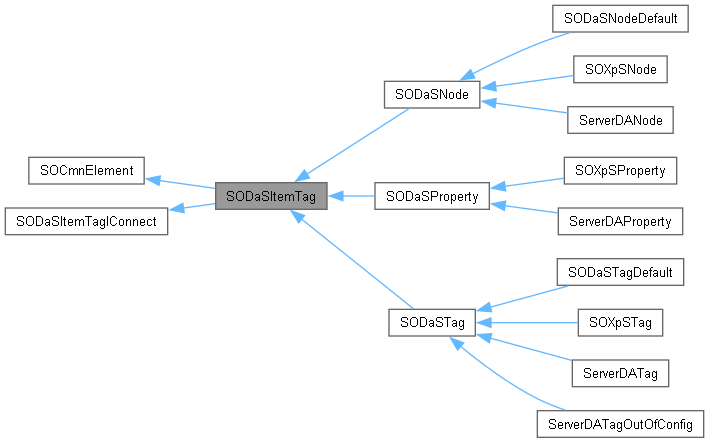 SOCmnElement
SODaSItemTagIConnect
SODaSItemTag
SODaSNode
SODaSNodeDefault
SOXpSNode
ServerDANode
SODaSProperty
SOXpSProperty
ServerDAProperty
SODaSTag
SODaSTagDefault
SOXpSTag
ServerDATag
ServerDATagOutOfConfig